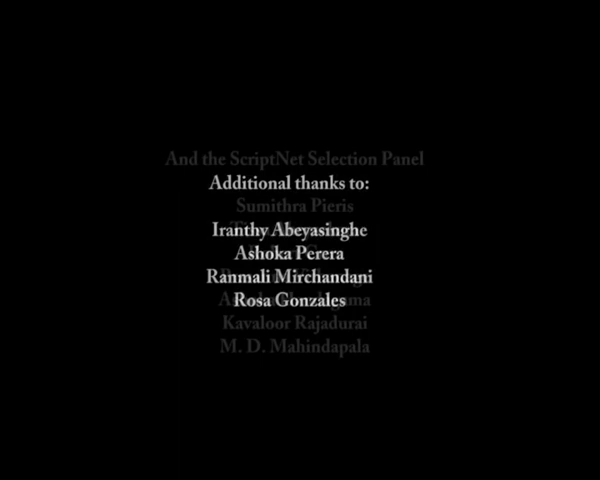 And the ScriptNet Selection Panel
Additional thanks to:
Sumithra Pieris
Iranthy Abeyasinghe
Ashoka Perera
Ranmali Mirchandani
Rosa Gonzales
Kavaloor Rajadurai
M. D. Mahindapala